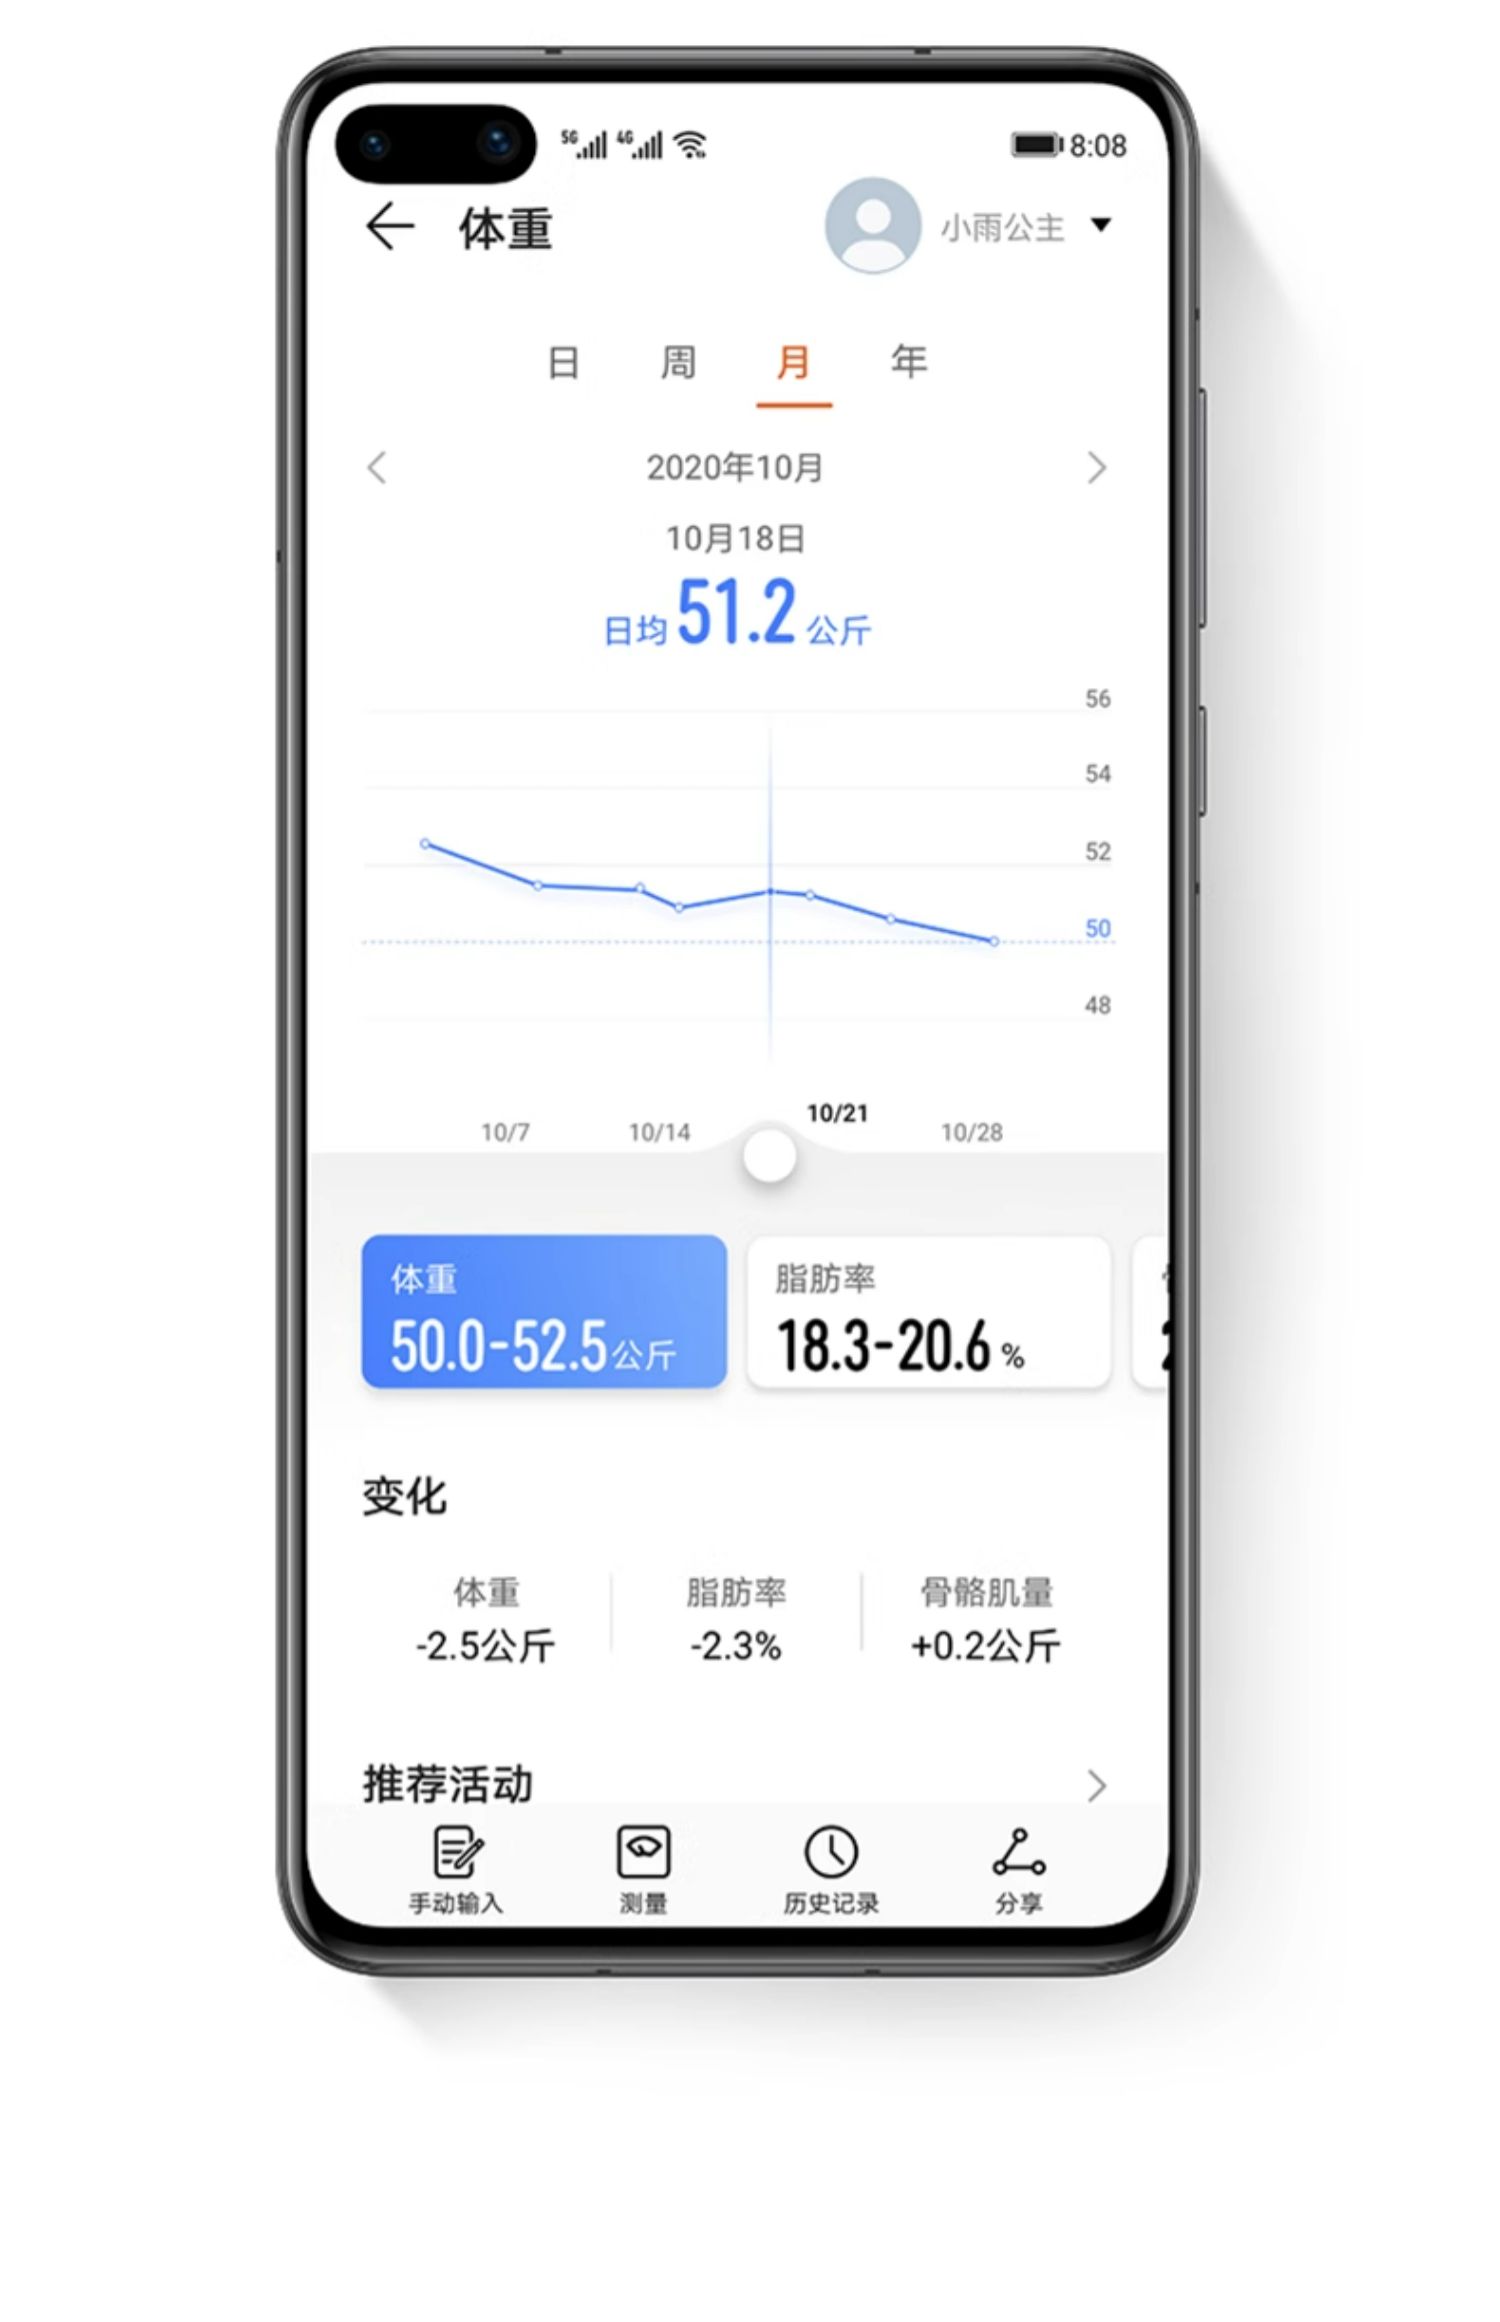 5G 4G 8:08
体重 小雨公主
日 周 月 年
2020年10月
10月18日
日均 51.2 公斤
56
54
52
50
48
10/7 10/14 10/21 10/28
体重 脂肪率
50.0-52.5公斤 18.3-20.6 %
变化
体重 脂肪率 骨骼肌量
-2.5公斤 -2.3% +0.2公斤
推荐活动
手动输入 测量 历史记录 分享